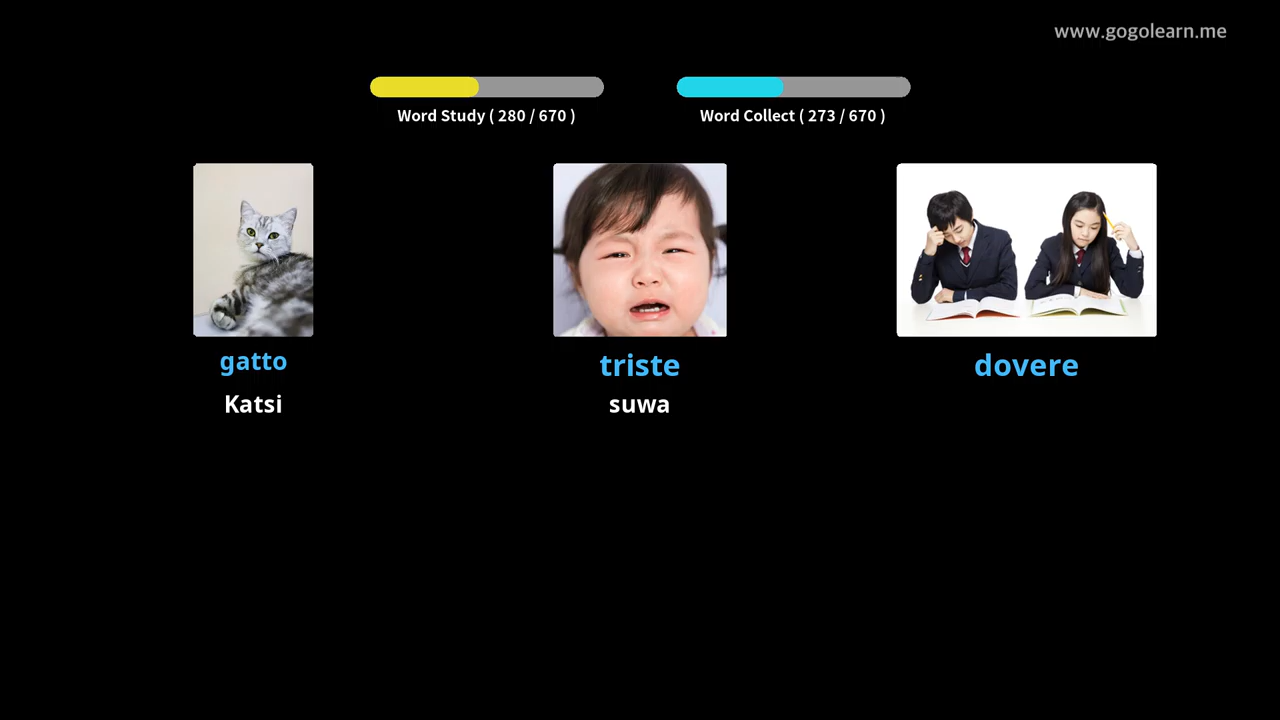 www.gogolearn.me
Word Study ( 280 / 670 )
Word Collect ( 273 / 670 )
gatto
triste
dovere
Katsi
suwa